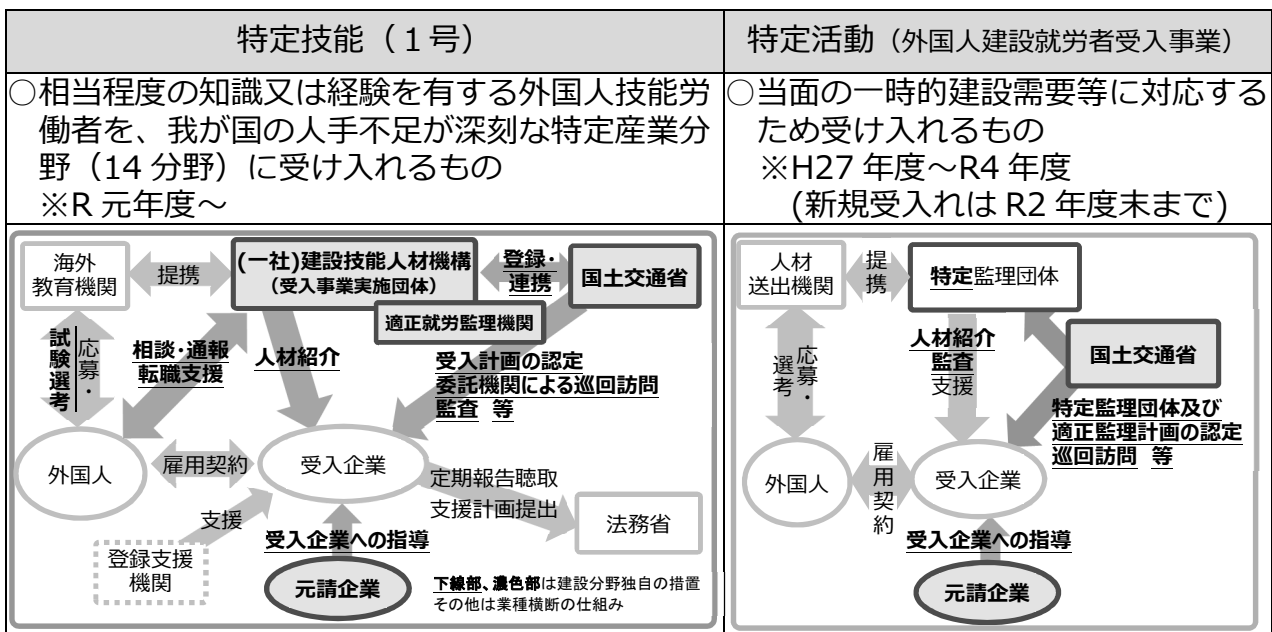 特定技能（１号）
○相当程度の知識又は経験を有する外国人技能労
働者を、我が国の人手不足が深刻な特定産業分
野（14 分野）に受け入れるもの
※R 元年度～
海外
教育機関
提携
(一社)建設技能人材機構
（受入事業実施団体）
登録・
連携
国土交通省
適正就労監理機関
試験選考
応募・
相談・通報
転職支援
人材紹介
受入計画の認定
委託機関による巡回訪問
監査 等
外国人
雇用契約
受入企業
定期報告聴取
支援計画提出
法務省
支援
登録支援
機関
受入企業への指導
元請企業
下線部、濃色部は建設分野独自の措置
その他は業種横断の仕組み
特定活動（外国人建設就労者受入事業）
○当面の一時的建設需要等に対応する
ため受け入れるもの
※H27 年度～R4 年度
(新規受入れは R2 年度末まで)
人材
送出機関
提携
特定監理団体
応募・
選考
人材紹介
監査
支援
国土交通省
特定監理団体及び
適正監理計画の認定
巡回訪問 等
外国人
雇用契約
受入企業
受入企業への指導
元請企業